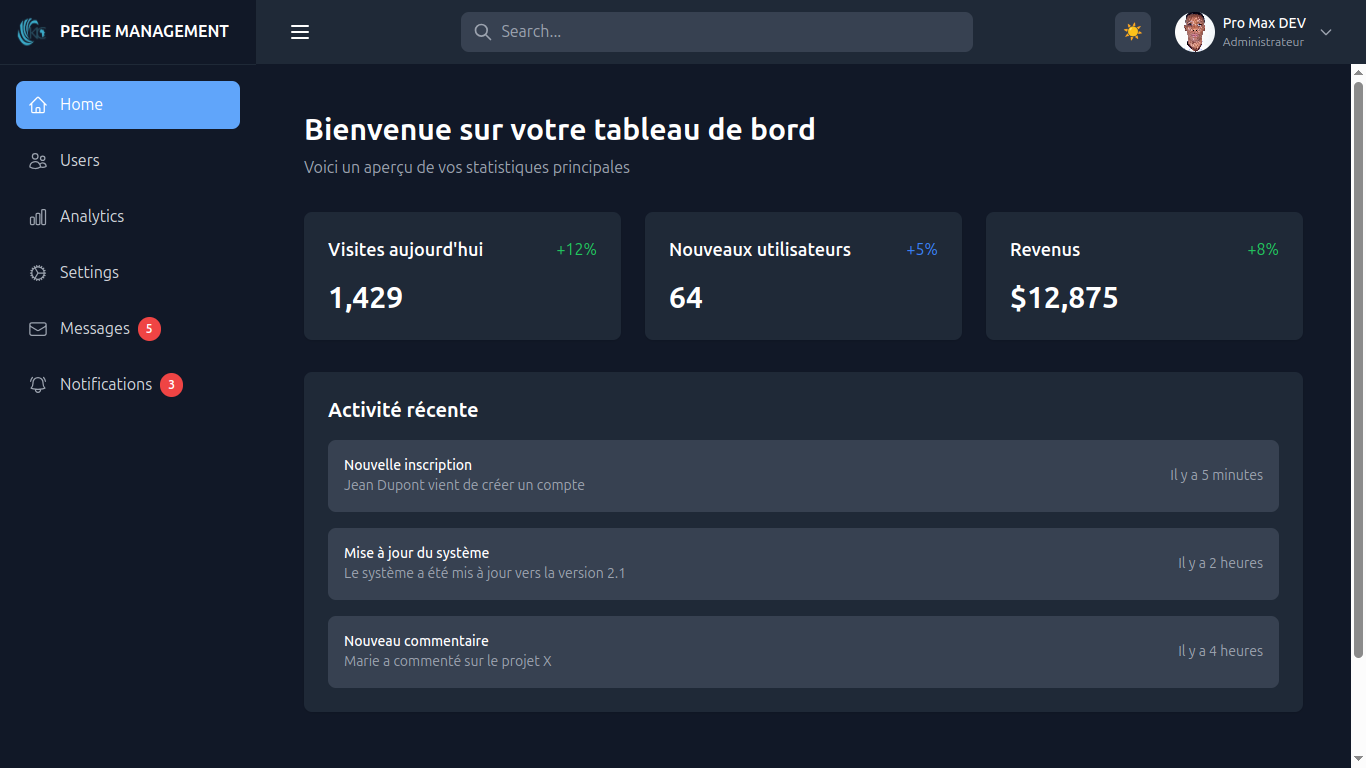 PECHE MANAGEMENT
Search...
Pro Max DEV
Administrateur
Home
Users
Analytics
Settings
Messages 5
Notifications 3
Bienvenue sur votre tableau de bord
Voici un aperçu de vos statistiques principales
Visites aujourd'hui +12%
1,429
Nouveaux utilisateurs +5%
64
Revenus +8%
$12,875
Activité récente
Nouvelle inscription
Jean Dupont vient de créer un compte
Il y a 5 minutes
Mise à jour du système
Le système a été mis à jour vers la version 2.1
Il y a 2 heures
Nouveau commentaire
Marie a commenté sur le projet X
Il y a 4 heures